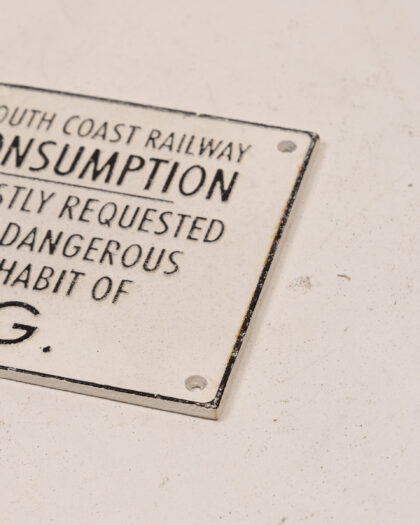 OUTH COAST RAILWAY
ONSUMPTION
STLY REQUESTED
DANGEROUS
HABIT OF
G.